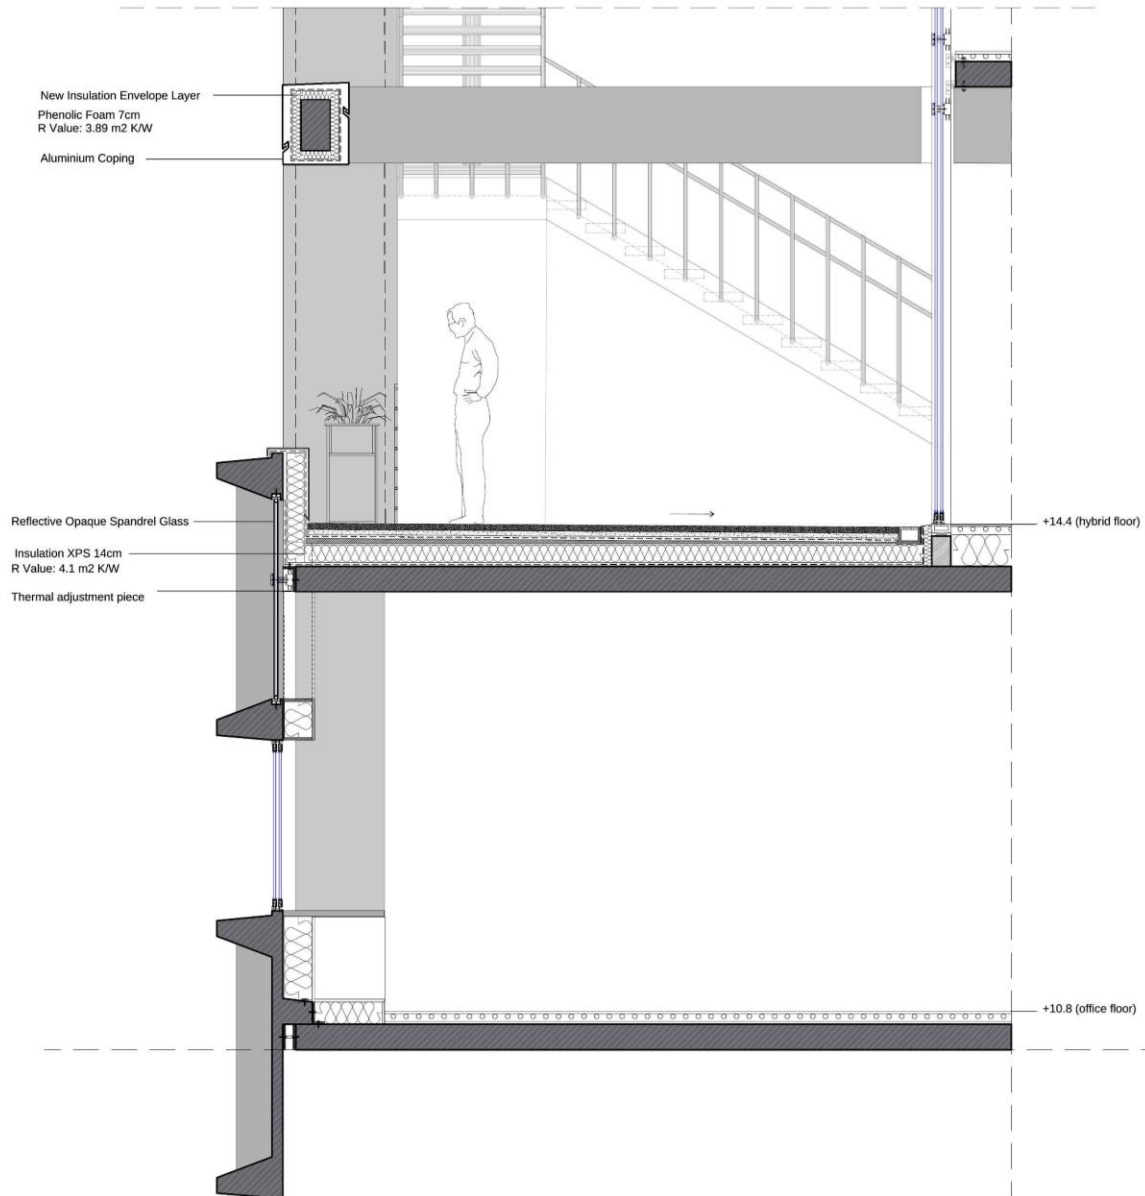 New Insulation Envelope Layer
Phenolic Foam 7cm
R Value: 3.89 m2 K/W
Aluminium Coping
Reflective Opaque Spandrel Glass
+14.4 (hybrid floor)
Insulation XPS 14cm
R Value: 4.1 m2 K/W
Thermal adjustment piece
+10.8 (office floor)